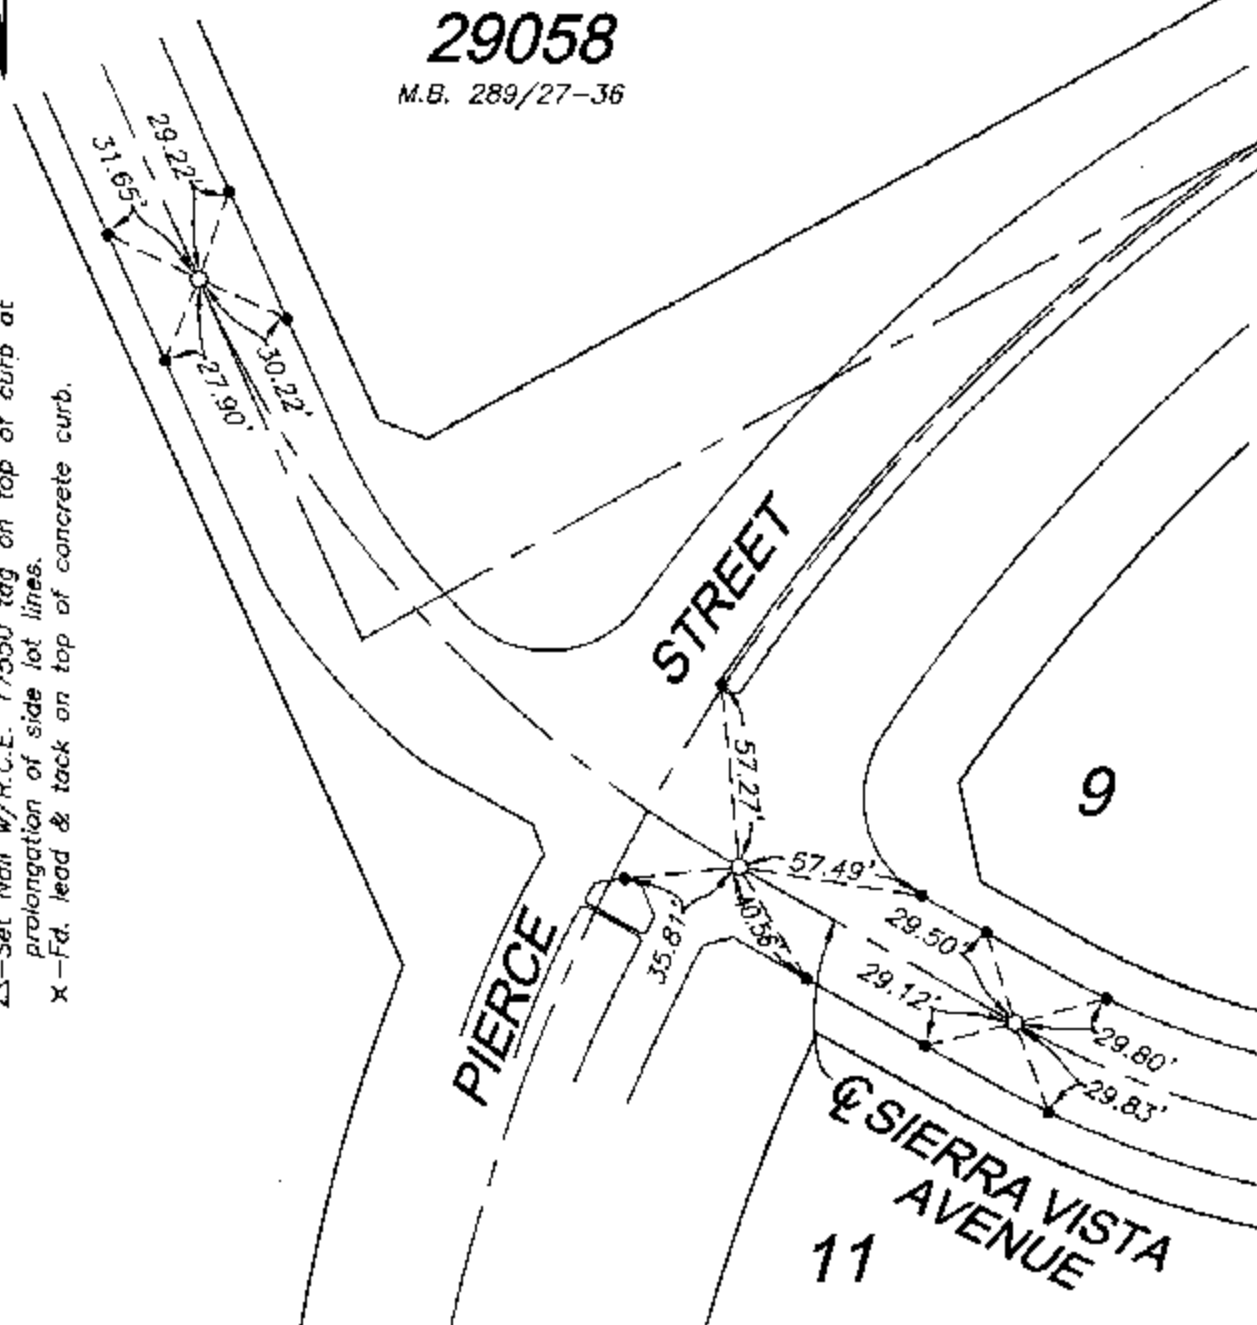 29058
M.B. 289/27-36
29.22'
31.65'
30.22'
27.90'
prolongation of side lot lines.
x-Fd. lead & tack on top of concrete curb.
STREET
57.27'
9
57.49'
40.56'
35.81'
29.50'
29.12'
29.80'
29.83'
PIERCE
℄ SIERRA VISTA
AVENUE
11